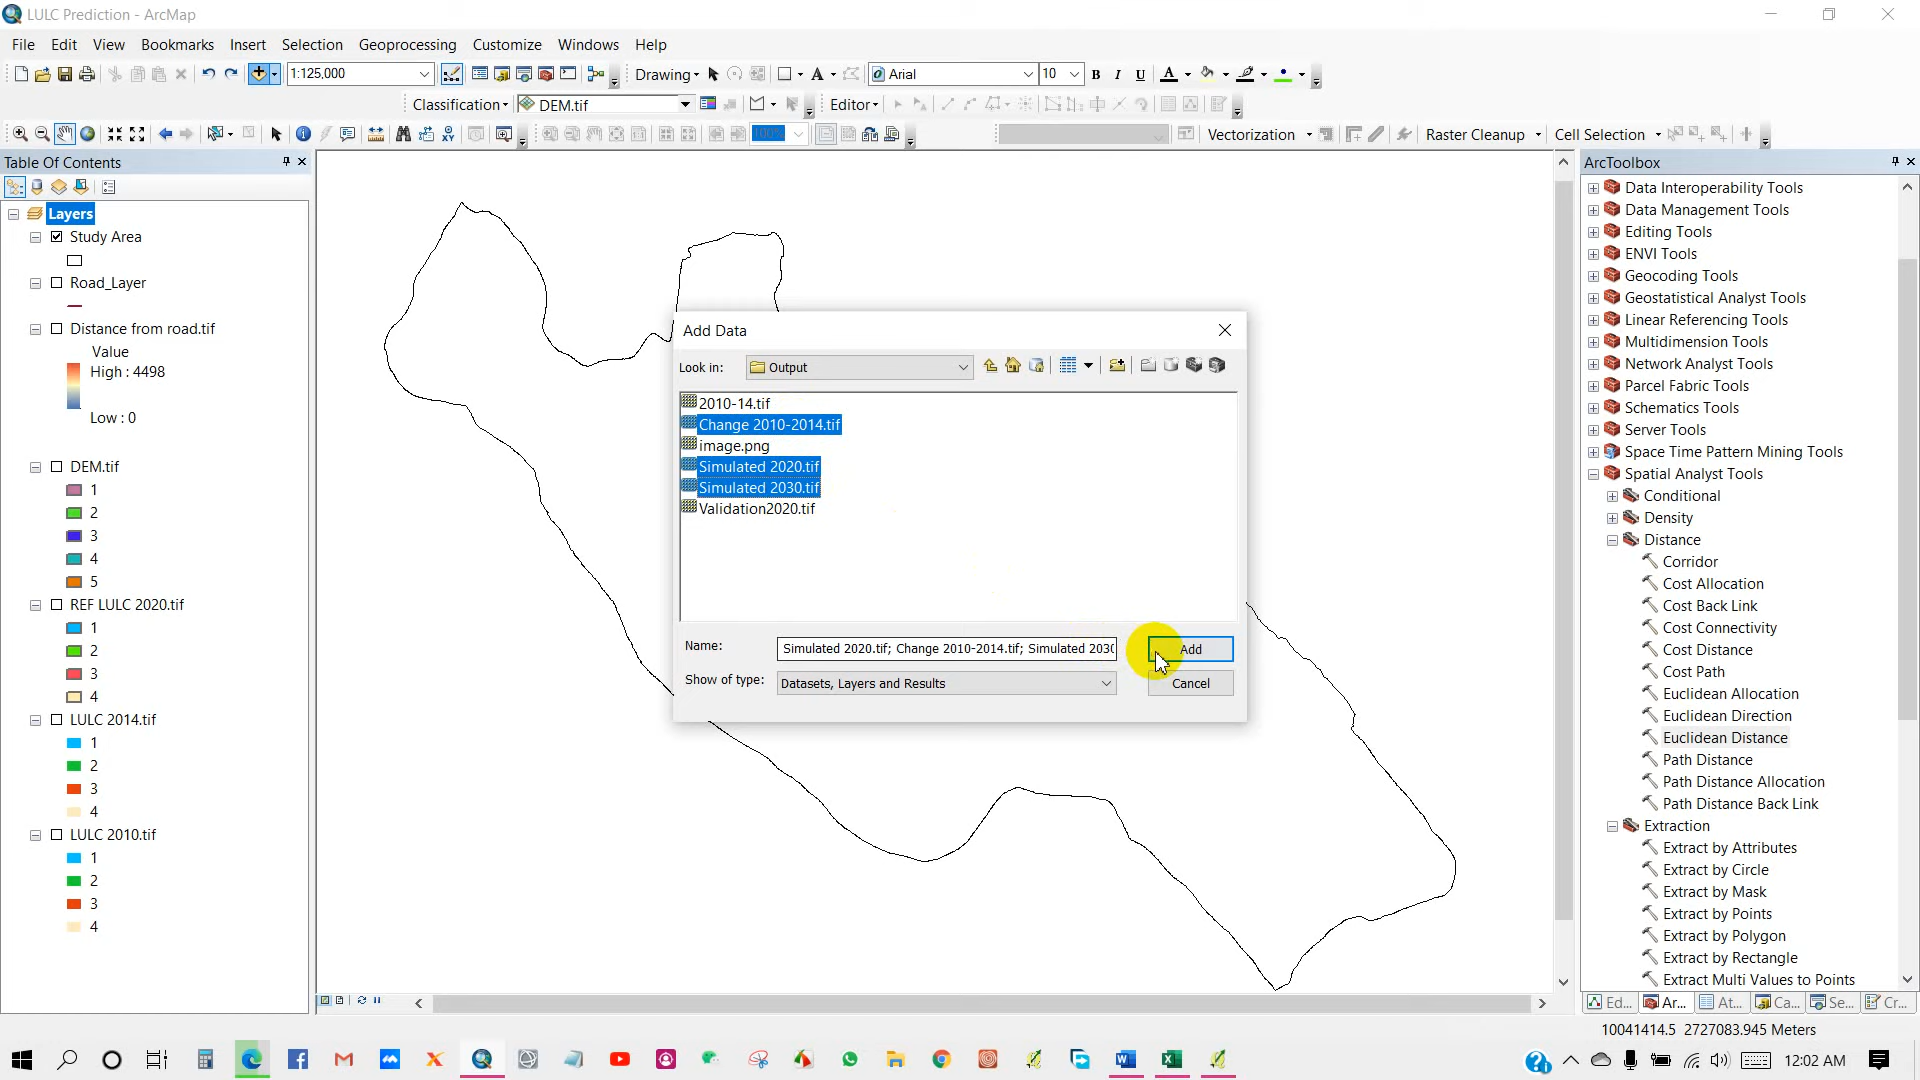 LULC Prediction - ArcMap
File Edit View Bookmarks Insert Selection Geoprocessing Customize Windows Help
1:125,000
Drawing
Arial
10
B I U A
Classification
DEM.tif
Editor
100%
Vectorization
Raster Cleanup
Cell Selection
Table Of Contents
Layers
Study Area
Road_Layer
Distance from road.tif
Value
High : 4498
Low : 0
DEM.tif
1
2
3
4
5
REF LULC 2020.tif
1
2
3
4
LULC 2014.tif
1
2
3
4
LULC 2010.tif
1
2
3
4
Add Data
Look in:
Output
2010-14.tif
Change 2010-2014.tif
image.png
Simulated 2020.tif
Simulated 2030.tif
Validation2020.tif
Name:
Simulated 2020.tif; Change 2010-2014.tif; Simulated 2030
Add
Show of type:
Datasets, Layers and Results
Cancel
ArcToolbox
Data Interoperability Tools
Data Management Tools
Editing Tools
ENVI Tools
Geocoding Tools
Geostatistical Analyst Tools
Linear Referencing Tools
Multidimension Tools
Network Analyst Tools
Parcel Fabric Tools
Schematics Tools
Server Tools
Space Time Pattern Mining Tools
Spatial Analyst Tools
Conditional
Density
Distance
Corridor
Cost Allocation
Cost Back Link
Cost Connectivity
Cost Distance
Cost Path
Euclidean Allocation
Euclidean Direction
Euclidean Distance
Path Distance
Path Distance Allocation
Path Distance Back Link
Extraction
Extract by Attributes
Extract by Circle
Extract by Mask
Extract by Points
Extract by Polygon
Extract by Rectangle
Extract Multi Values to Points
Ed... Ar... At... Ca... Se... Cr...
10041414.5 2727083.945 Meters
12:02 AM